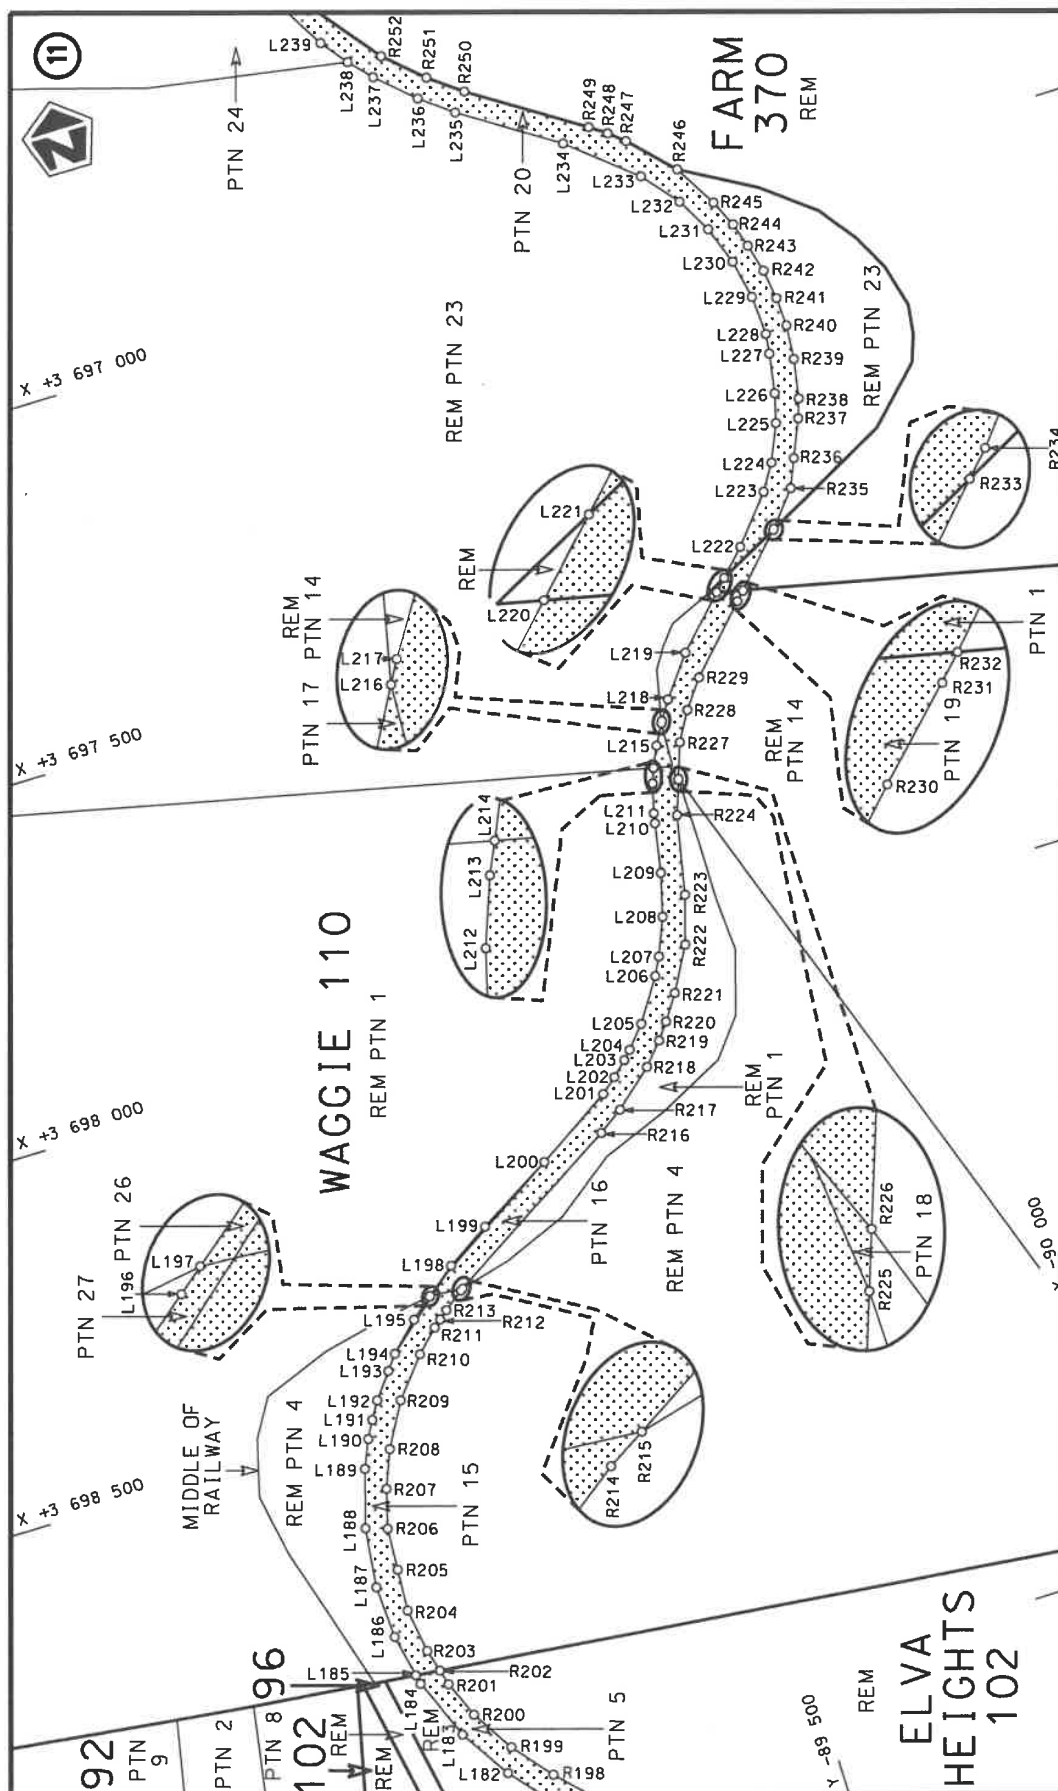 11
N
L239
L238
L237
L236
L235
L234
L233
L232
L231
L230
L229
L228
L227
L226
L225
L224
L223
L222
L221
L220
L219
L218
L217
L216
L215
L214
L213
L212
L211
L210
L209
L208
L207
L206
L205
L204
L203
L202
L201
L200
L199
L198
L197
L196
L195
L194
L193
L192
L191
L190
L189
L188
L187
L186
L185
L184
L183
L182
R252
R251
R250
R249
R248
R247
R246
R245
R244
R243
R242
R241
R240
R239
R238
R237
R236
R235
R234
R233
R232
R231
R230
R229
R228
R227
R226
R225
R224
R223
R222
R221
R220
R219
R218
R217
R216
R215
R214
R213
R212
R211
R210
R209
R208
R207
R206
R205
R204
R203
R202
R201
R200
R199
R198
PTN 24
PTN 20
FARM
370
REM
REM PTN 23
REM PTN 23
X +3 697 000
REM
REM
PTN 14
PTN 17
X +3 697 500
REM
PTN 14
PTN 19
PTN 1
WAGGIE 110
REM PTN 1
X +3 698 000
REM
PTN 1
PTN 16
REM PTN 4
PTN 18
Y -90 000
PTN 26
PTN 27
MIDDLE OF
RAILWAY
REM PTN 4
PTN 15
X +3 698 500
92
PTN
9
PTN 2
PTN 8
96
102
REM
REM
REM
PTN 5
Y -89 500
REM
ELVA
HEIGHTS
102